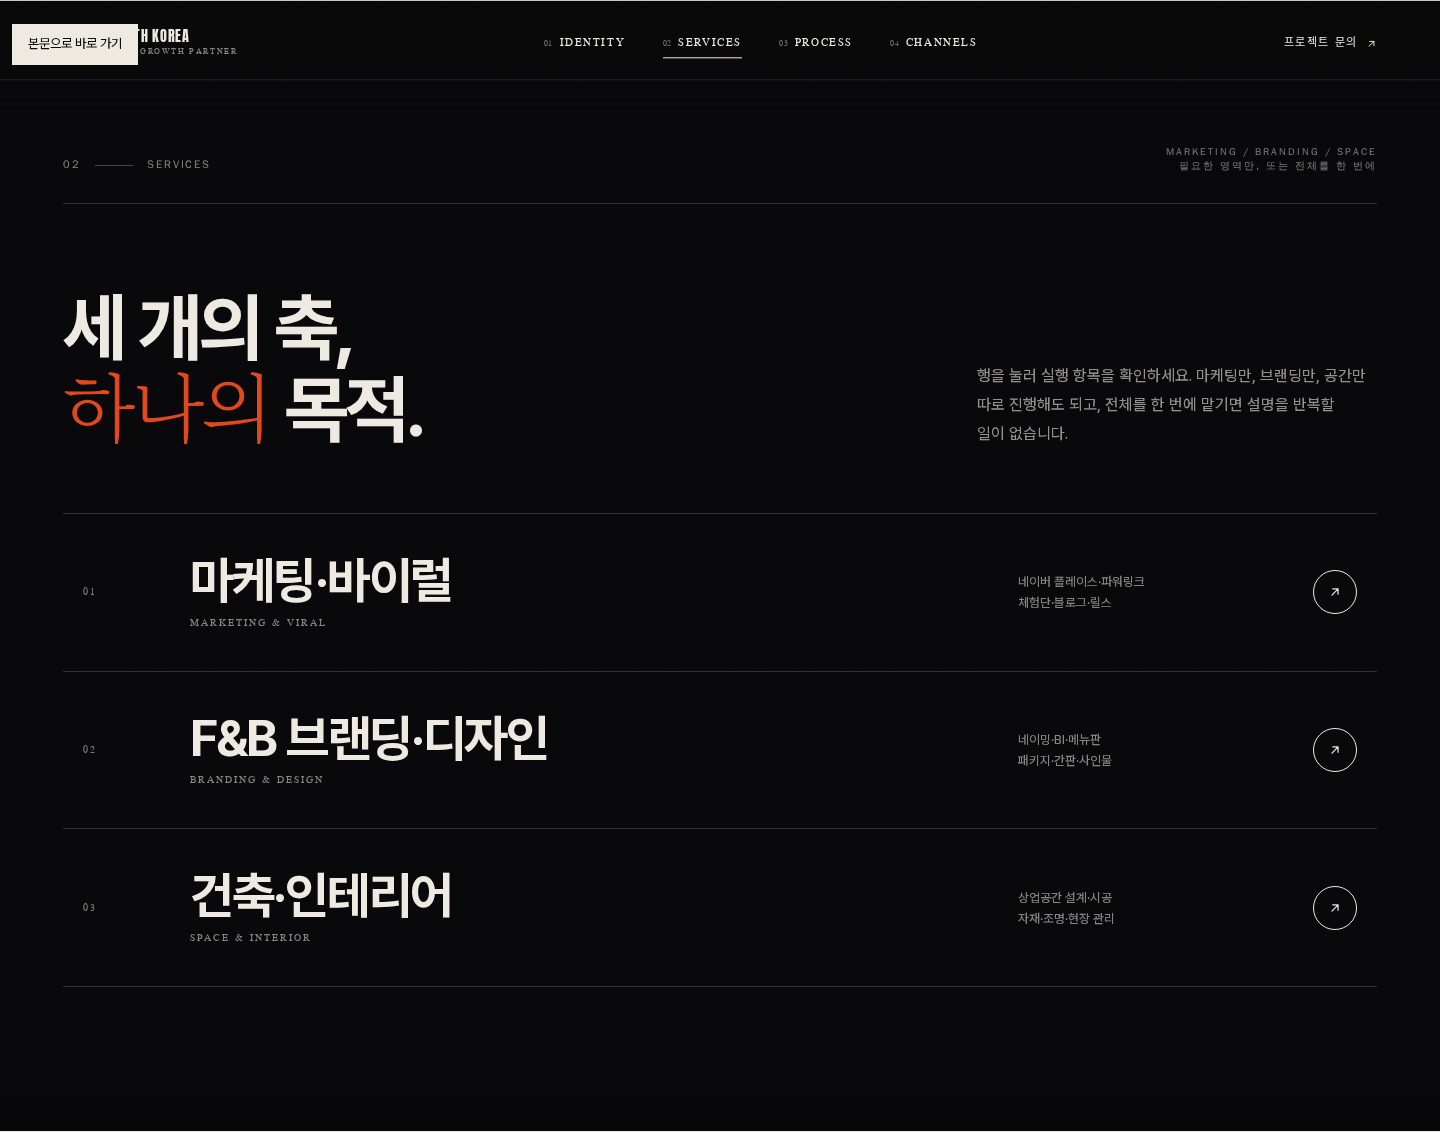 본문으로 바로 가기
TH KOREA
GROWTH PARTNER
01 IDENTITY
02 SERVICES
03 PROCESS
04 CHANNELS
프로젝트 문의
02 SERVICES
MARKETING / BRANDING / SPACE
필요한 영역만, 또는 전체를 한 번에
세 개의 축,
하나의 목적.
행을 눌러 실행 항목을 확인하세요. 마케팅만, 브랜딩만, 공간만
따로 진행해도 되고, 전체를 한 번에 맡기면 설명을 반복할
일이 없습니다.
01
마케팅·바이럴
MARKETING & VIRAL
네이버 플레이스·파워링크
체험단·블로그·릴스
02
F&B 브랜딩·디자인
BRANDING & DESIGN
네이밍·BI·메뉴판
패키지·간판·사인물
03
건축·인테리어
SPACE & INTERIOR
상업공간 설계·시공
자재·조명·현장 관리